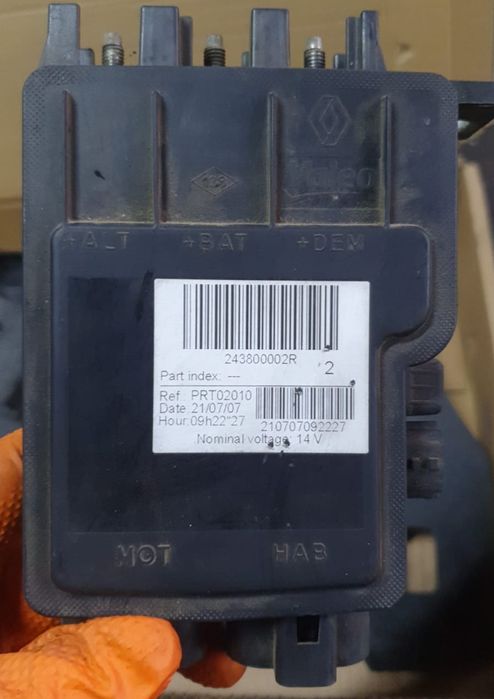 Valeo
+ALT +BAT +DEM
243800002R
Part index: --- 2
Ref.: PRT02010
Date 21/07/07
Hour:09h22"27 210707092227
Nominal voltage: 14 V
MOT HAB